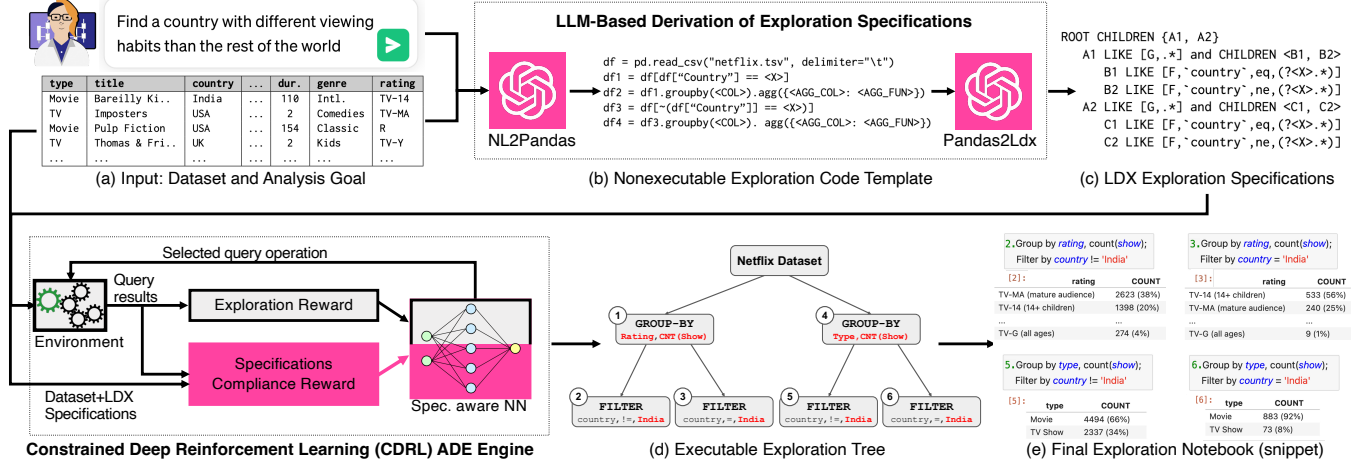 Find a country with different viewing
habits than the rest of the world
type title country ... dur. genre rating
Movie Bareilly Ki.. India ... 110 Intl. TV-14
TV Imposters USA ... 2 Comedies TV-MA
Movie Pulp Fiction USA ... 154 Classic R
TV Thomas & Fri.. UK ... 2 Kids TV-Y
... ... ... ... ... ...
(a) Input: Dataset and Analysis Goal
LLM-Based Derivation of Exploration Specifications
NL2Pandas
df = pd.read_csv("netflix.tsv", delimiter="\t")
df1 = df[df["Country"] == <X>]
df2 = df1.groupby(<COL>).agg({<AGG_COL>: <AGG_FUN>})
df3 = df[~(df["Country"]] == <X>)]
df4 = df3.groupby(<COL>). agg({<AGG_COL>: <AGG_FUN>})
Pandas2Ldx
(b) Nonexecutable Exploration Code Template
ROOT CHILDREN {A1, A2}
A1 LIKE [G,.*] and CHILDREN <B1, B2>
B1 LIKE [F,`country`,eq,(?<X>.*)]
B2 LIKE [F,`country`,ne,(?<X>.*)]
A2 LIKE [G,.*] and CHILDREN <C1, C2>
C1 LIKE [F,`country`,eq,(?<X>.*)]
C2 LIKE [F,`country`,ne,(?<X>.*)]
(c) LDX Exploration Specifications
Selected query operation
Query
results
Environment
Exploration Reward
Specifications
Compliance Reward
Dataset+LDX
Specifications
Spec. aware NN
Constrained Deep Reinforcement Learning (CDRL) ADE Engine
Netflix Dataset
1
GROUP-BY
Rating,CNT(Show)
4
GROUP-BY
Type,CNT(Show)
2
FILTER
country,!=,India
3
FILTER
country,=,India
5
FILTER
country,!=,India
6
FILTER
country,=,India
(d) Executable Exploration Tree
2.Group by rating, count(show);
Filter by country != 'India'
[2]: rating COUNT
TV-MA (mature audience) 2623 (38%)
TV-14 (14+ children) 1398 (20%)
... ...
TV-G (all ages) 274 (4%)
3.Group by rating, count(show);
Filter by country = 'India'
[3]: rating COUNT
TV-14 (14+ children) 533 (56%)
TV-MA (mature audience) 240 (25%)
... ...
TV-G (all ages) 9 (1%)
5.Group by type, count(show);
Filter by country != 'India'
[5]: type COUNT
Movie 4494 (66%)
TV Show 2337 (34%)
6.Group by type, count(show);
Filter by country = 'India'
[6]: type COUNT
Movie 883 (92%)
TV Show 73 (8%)
(e) Final Exploration Notebook (snippet)